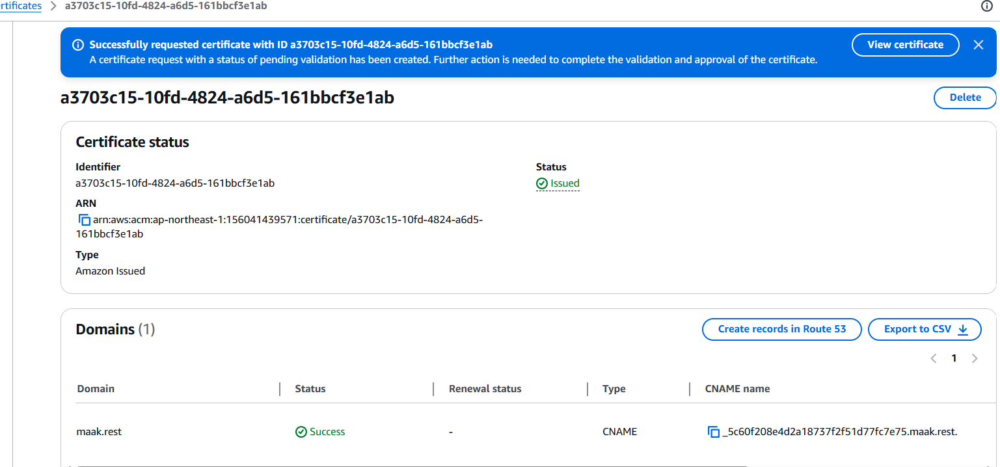 rtificates > a3703c15-10fd-4824-a6d5-161bbcf3e1ab
Successfully requested certificate with ID a3703c15-10fd-4824-a6d5-161bbcf3e1ab
A certificate request with a status of pending validation has been created. Further action is needed to complete the validation and approval of the certificate.
View certificate
a3703c15-10fd-4824-a6d5-161bbcf3e1ab
Delete
Certificate status
Identifier
a3703c15-10fd-4824-a6d5-161bbcf3e1ab
Status
Issued
ARN
arn:aws:acm:ap-northeast-1:156041439571:certificate/a3703c15-10fd-4824-a6d5-
161bbcf3e1ab
Type
Amazon Issued
Domains (1)
Create records in Route 53
Export to CSV
1
Domain Status Renewal status Type CNAME name
maak.rest Success - CNAME _5c60f208e4d2a18737f2f51d77fc7e75.maak.rest.